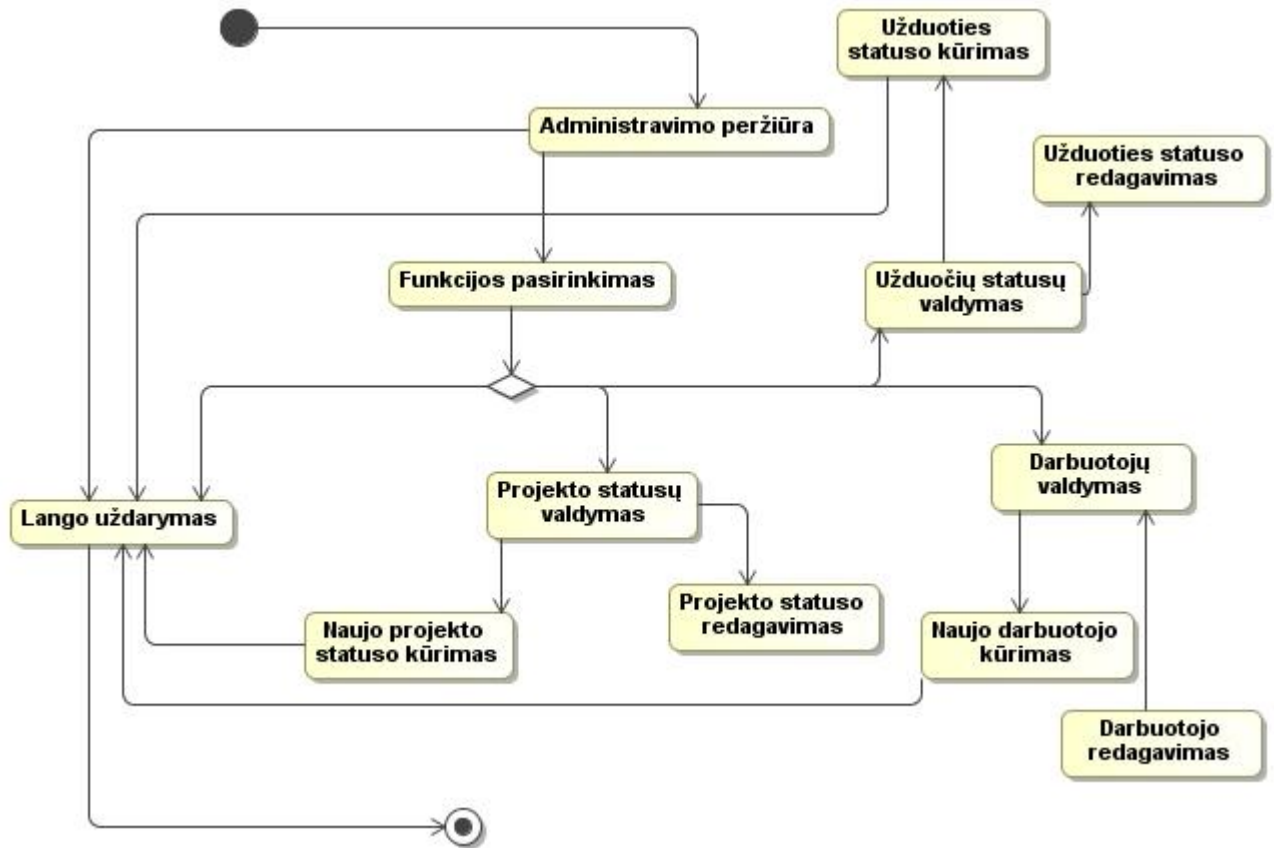 Užduoties
statuso kūrimas
Administravimo peržiūra
Užduoties statuso
redagavimas
Funkcijos pasirinkimas
Užduočių statusų
valdymas
Darbuotojų
valdymas
Projekto statusų
valdymas
Lango uždarymas
Projekto statuso
redagavimas
Naujo projekto
statuso kūrimas
Naujo darbuotojo
kūrimas
Darbuotojo
redagavimas